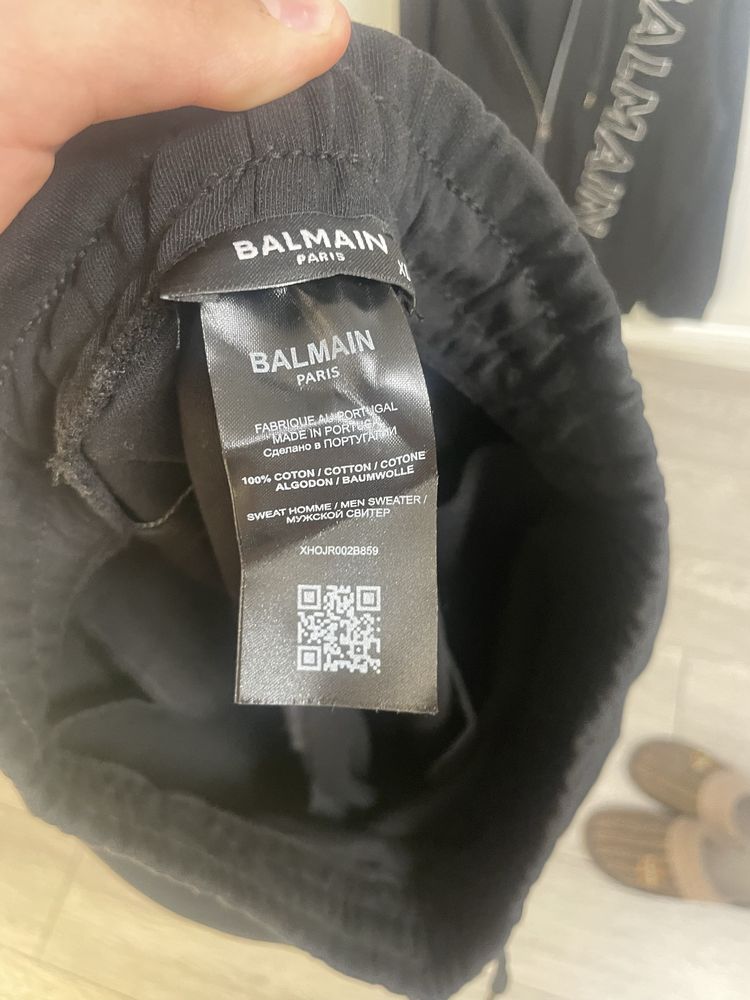 BALMAIN
BALMAIN
PARIS
BALMAIN
PARIS
FABRIQUE AU PORTUGAL
MADE IN PORTUGAL
Сделано в ПОРТУГАЛИИ
100% COTON / COTTON / COTONE
ALGODON / BAUMWOLLE
SWEAT HOMME / MEN SWEATER /
МУЖСКОЙ СВИТЕР
XHOJR002B859